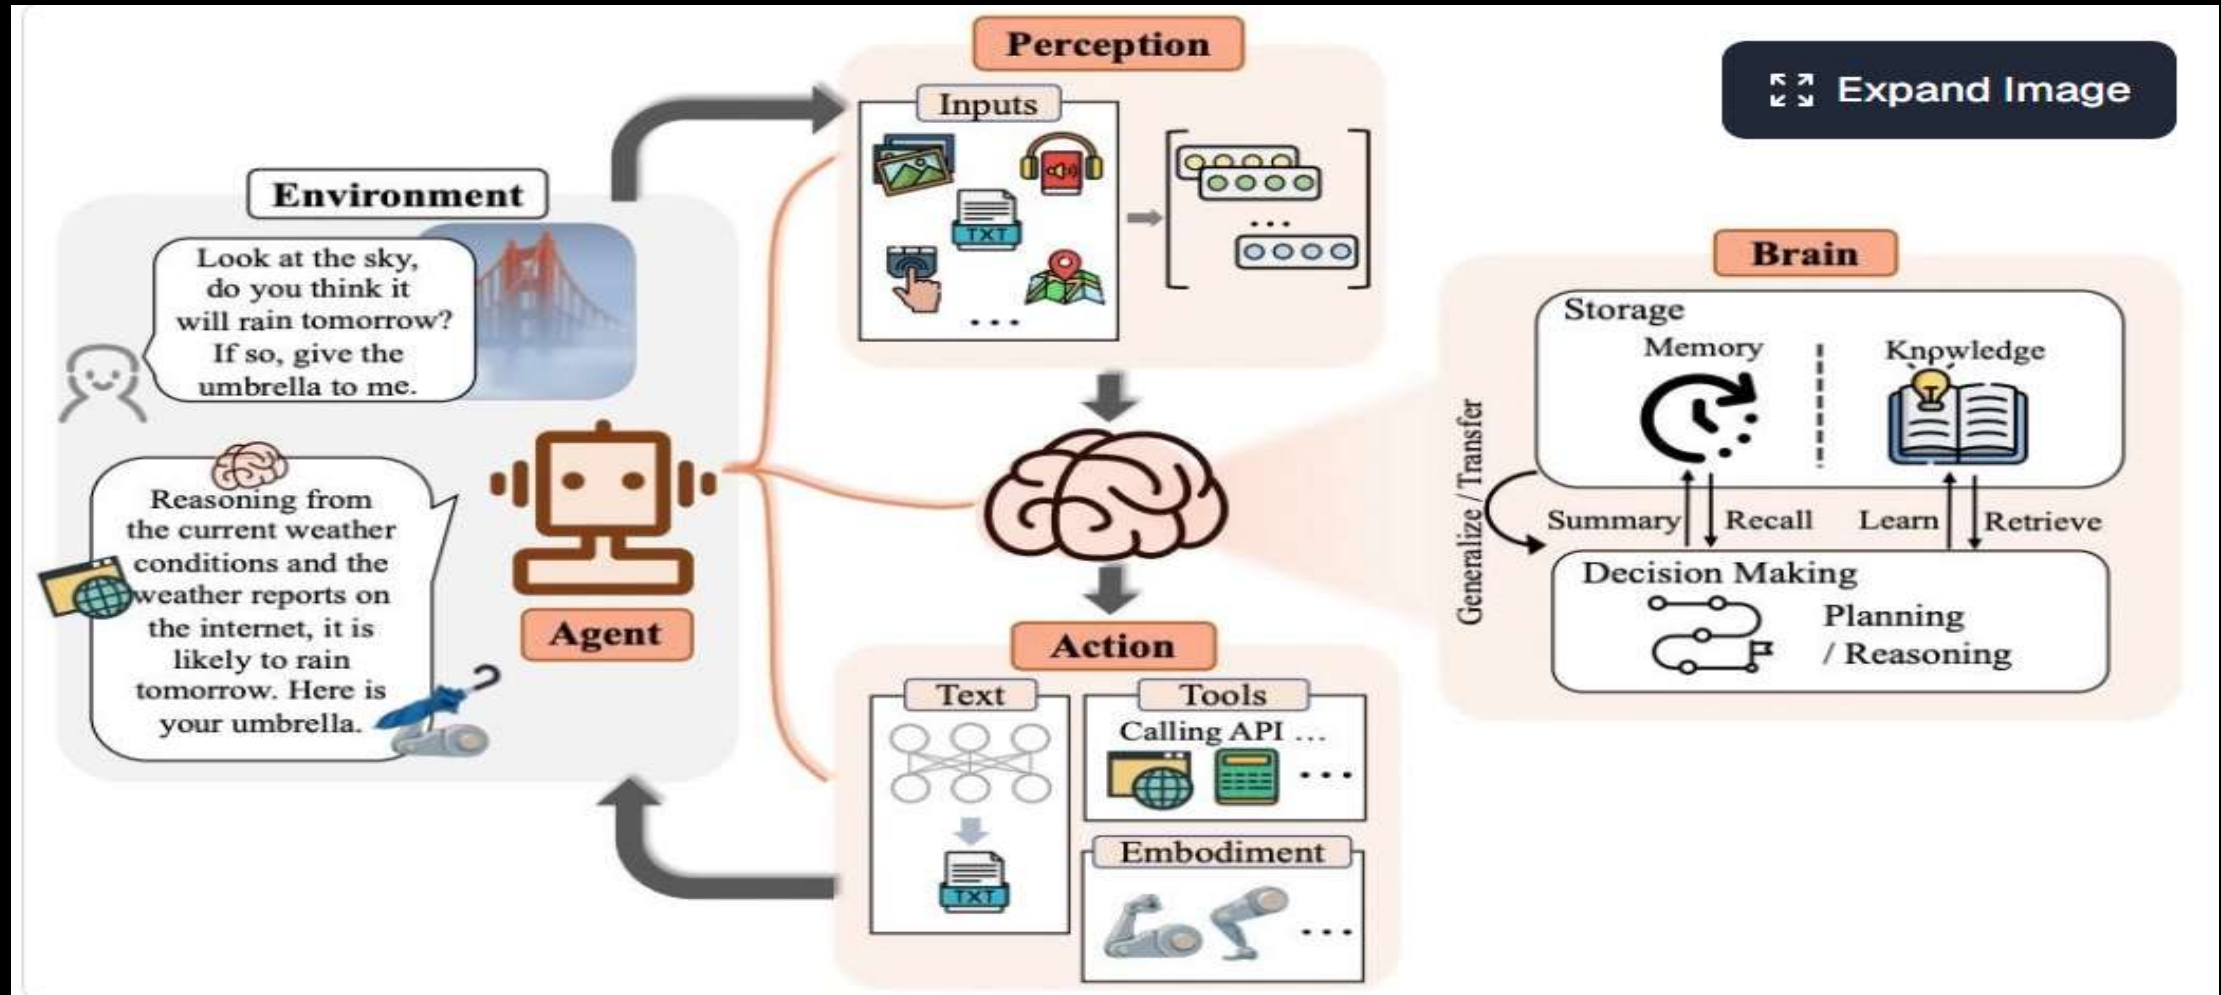 Perception
Expand Image
Inputs
TXT
Environment
Look at the sky,
do you think it
will rain tomorrow?
If so, give the
umbrella to me.
Reasoning from
the current weather
conditions and the
weather reports on
the internet, it is
likely to rain
tomorrow. Here is
your umbrella.
Agent
Brain
Storage
Memory
Knowledge
Generalize / Transfer
Summary
Recall
Learn
Retrieve
Decision Making
Planning
/ Reasoning
Action
Text
TXT
Tools
Calling API ...
Embodiment